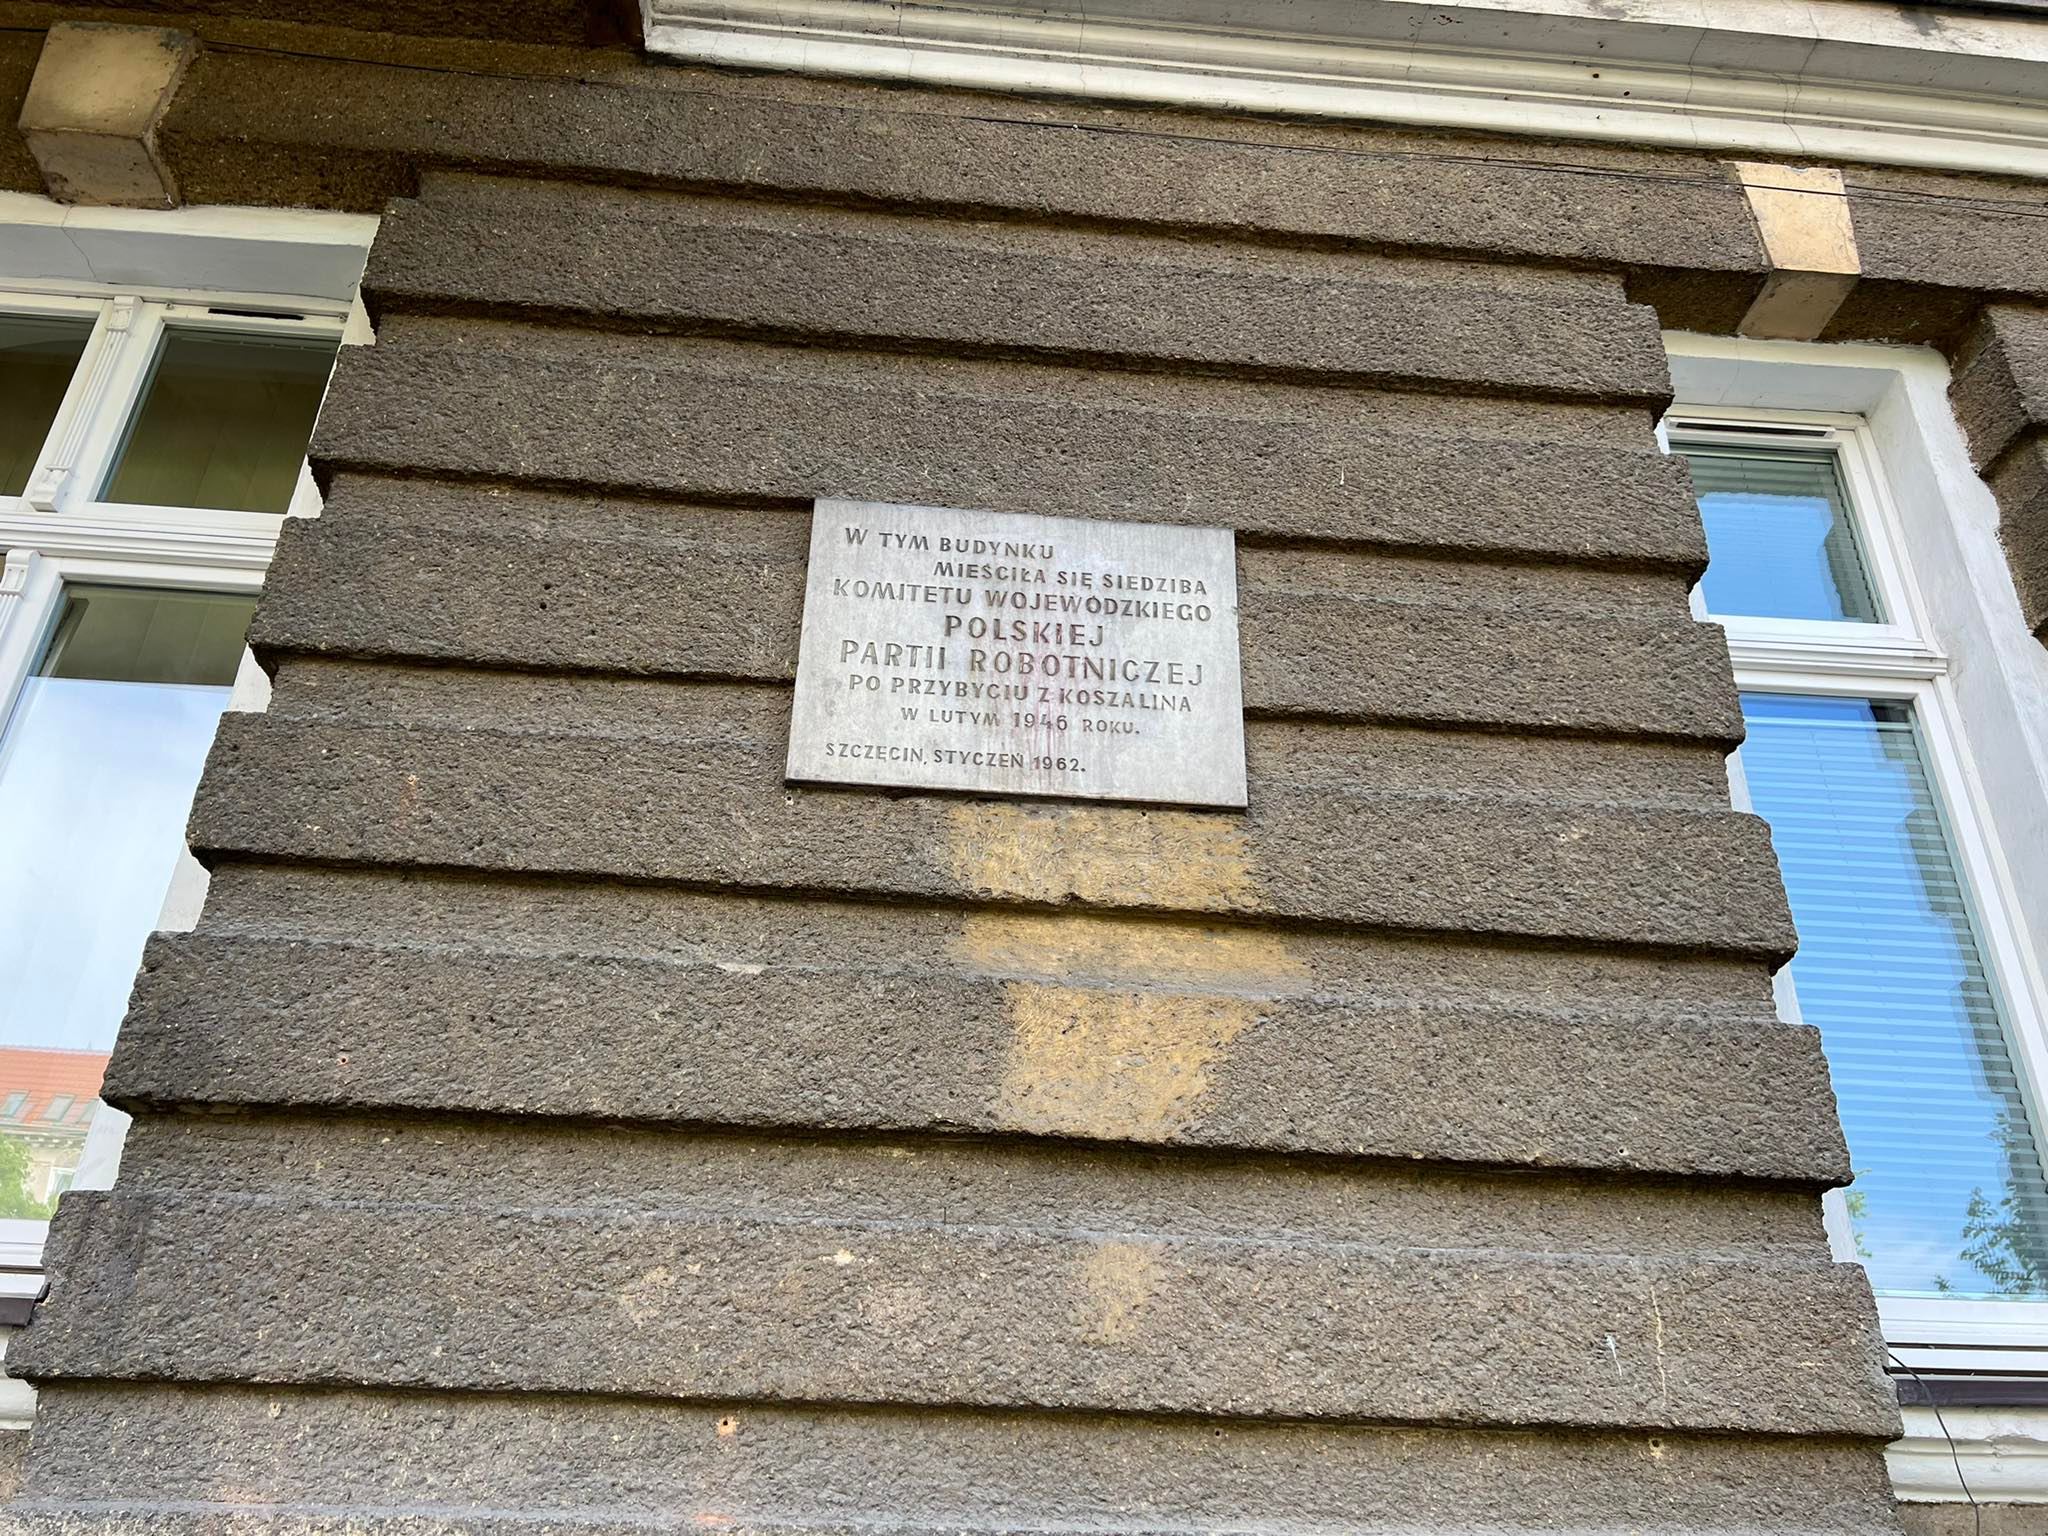 W TYM BUDYNKU
MIEŚCIŁA SIĘ SIEDZIBA
KOMITETU WOJEWÓDZKIEGO
POLSKIEJ
PARTII ROBOTNICZEJ
PO PRZYBYCIU Z KOSZALINA
W LUTYM 1946 ROKU.
SZCZECIN, STYCZEŃ 1962.